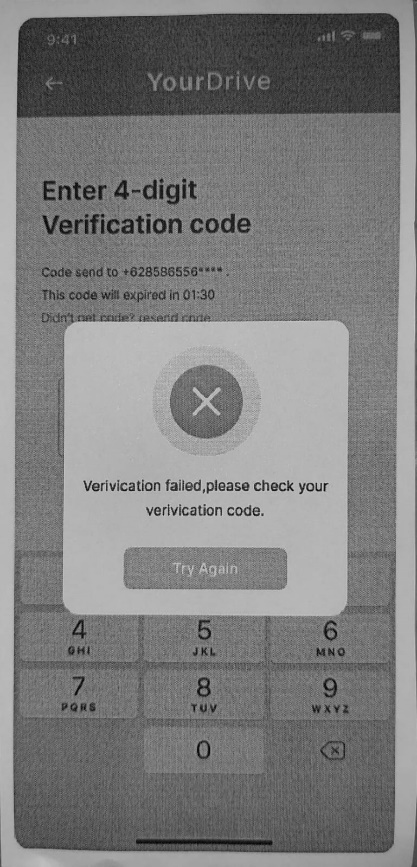 9:41
YourDrive
Enter 4-digit
Verification code
Code send to +628586556**** .
This code will expired in 01:30
Didn't get code? resend code
Verivication failed,please check your
verivication code.
Try Again
4 5 6
GHI JKL MNO
7 8 9
PQRS TUV WXYZ
0